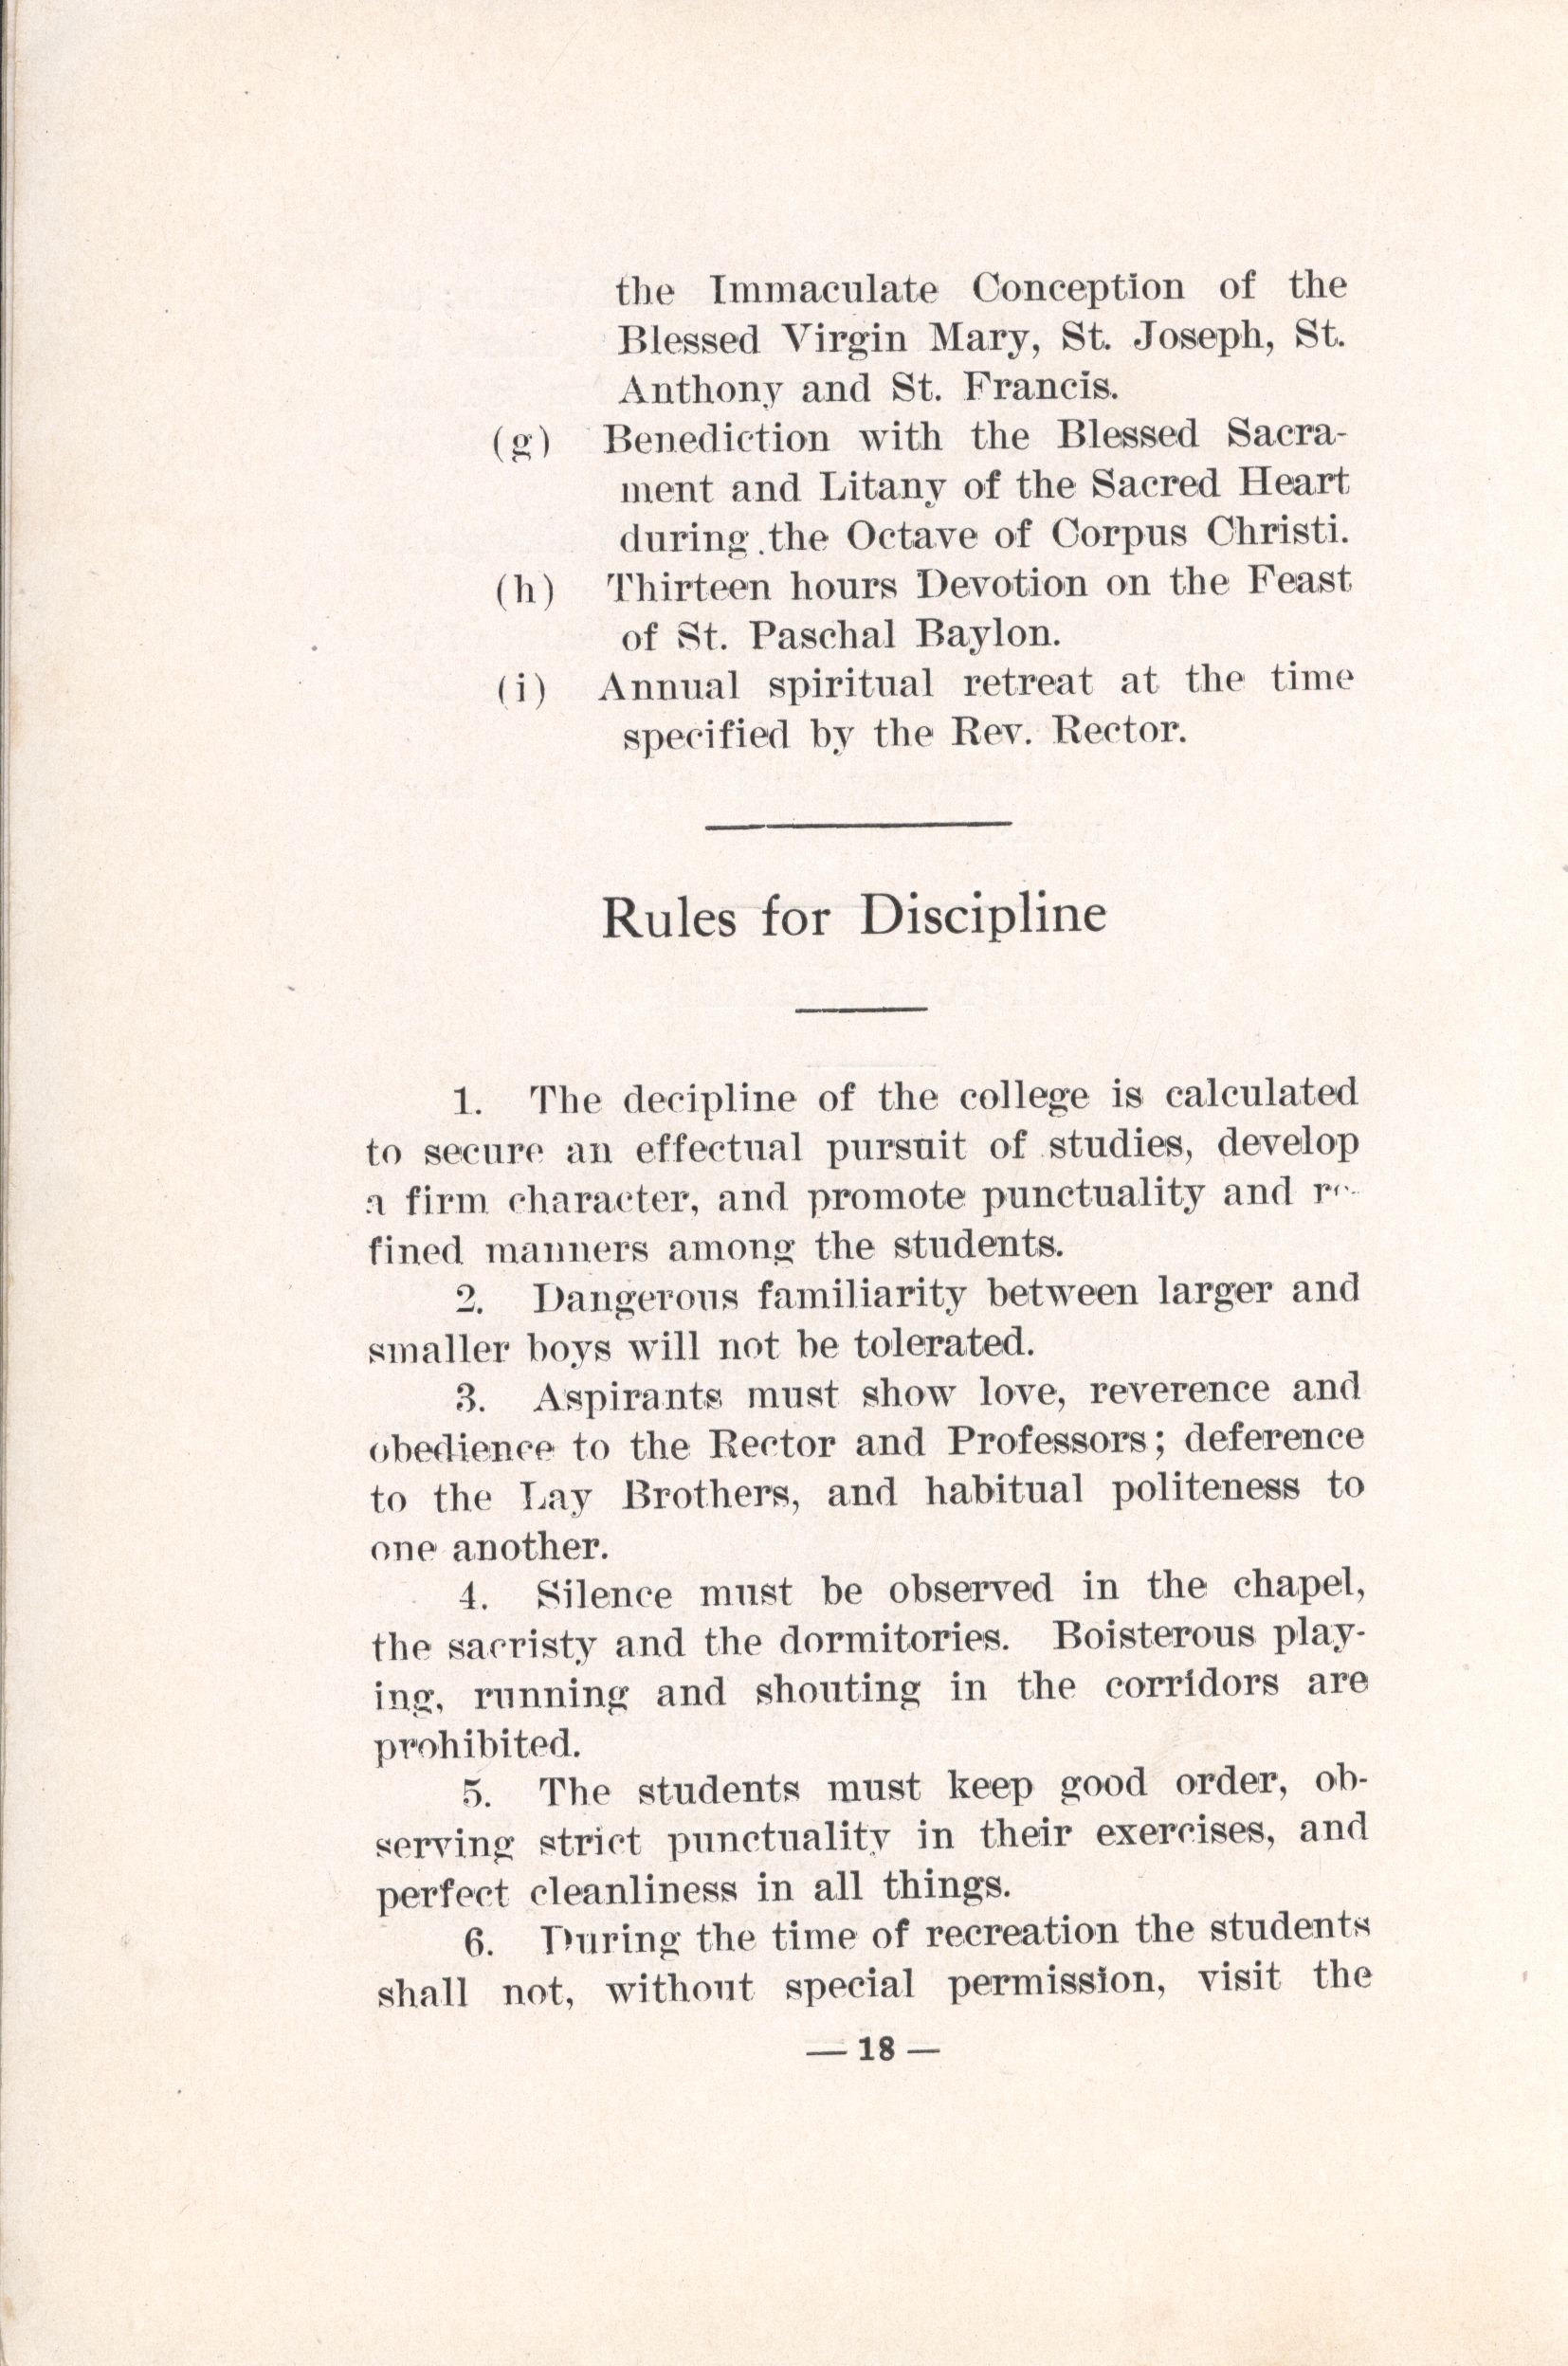 the Immaculate Conception of the
Blessed Virgin Mary, St. Joseph, St.
Anthony and St. Francis.
(g) Benediction with the Blessed Sacra-
ment and Litany of the Sacred Heart
during the Octave of Corpus Christi.
(h) Thirteen hours Devotion on the Feast
of St. Paschal Baylon.
(i) Annual spiritual retreat at the time
specified by the Rev. Rector.
Rules for Discipline
1. The decipline of the college is calculated
to secure an effectual pursuit of studies, develop
a firm character, and promote punctuality and re-
fined manners among the students.
2. Dangerous familiarity between larger and
smaller boys will not be tolerated.
3. Aspirants must show love, reverence and
obedience to the Rector and Professors; deference
to the Lay Brothers, and habitual politeness to
one another.
4. Silence must be observed in the chapel,
the sacristy and the dormitories. Boisterous play-
ing, running and shouting in the corridors are
prohibited.
5. The students must keep good order, ob-
serving strict punctuality in their exercises, and
perfect cleanliness in all things.
6. During the time of recreation the students
shall not, without special permission, visit the
— 18 —